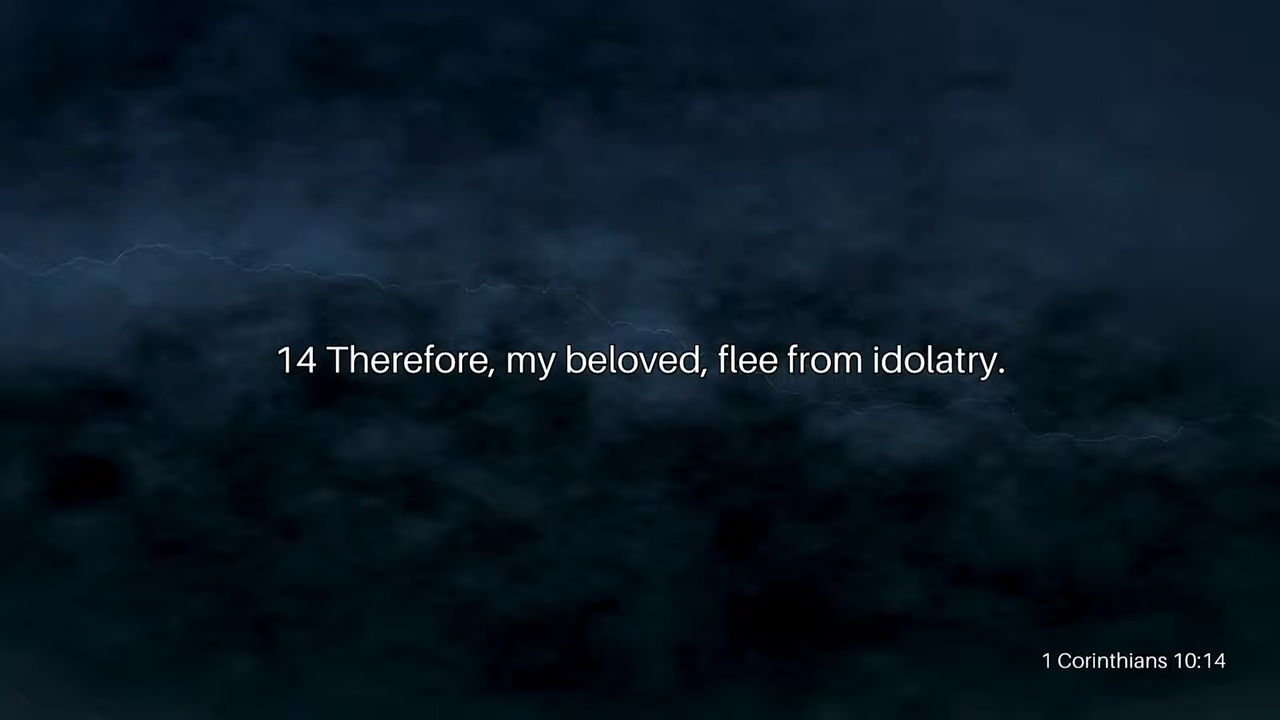 14 Therefore, my beloved, flee from idolatry.
1 Corinthians 10:14